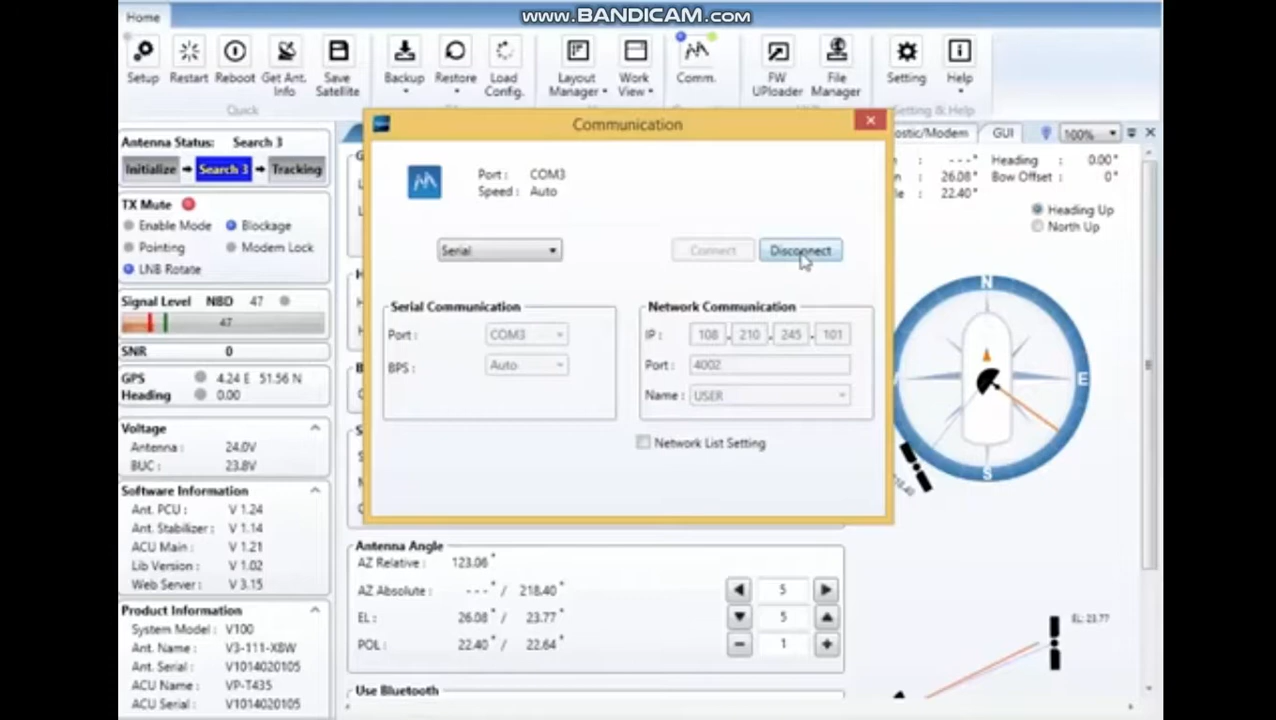 www.BANDICAM.com
Home
Setup Restart Reboot Get Ant. Info Save Satellite Backup Restore Load Config. Layout Manager Work View Comm. FW UPloader File Manager Setting Help
Quick
Setting & Help
Communication
Port : COM3
Speed : Auto
Serial
Connect Disconnect
Serial Communication
Port : COM3
BPS : Auto
Network Communication
IP : 108 . 210 . 245 . 101
Port : 4002
Name : USER
Network List Setting
Antenna Status: Search 3
Initialize Search 3 Tracking
TX Mute
Enable Mode Blockage
Pointing Modem Lock
LNB Rotate
Signal Level NBD 47
47
SNR 0
GPS 4.24 E 51.56 N
Heading 0.00
Voltage
Antenna : 24.0V
BUC : 23.8V
Software Information
Ant. PCU : V 1.24
Ant. Stabilizer : V 1.14
ACU Main : V 1.21
Lib Version : V 1.02
Web Server : V 3.15
Product Information
System Model : V100
Ant. Name : V3-111-XBW
Ant. Serial : V1014020105
ACU Name : VP-T435
ACU Serial : V1014020105
Antenna Angle
AZ Relative : 123.06°
AZ Absolute : ---° / 218.40° 5
EL : 26.08° / 23.77° 5
POL : 22.40° / 22.64° 1
Use Bluetooth
ostic/Modem GUI 100%
: ---° Heading : 0.00°
: 26.08° Bow Offset : 0°
: 22.40°
Heading Up
North Up
N
E
S
218.40
EL: 23.77